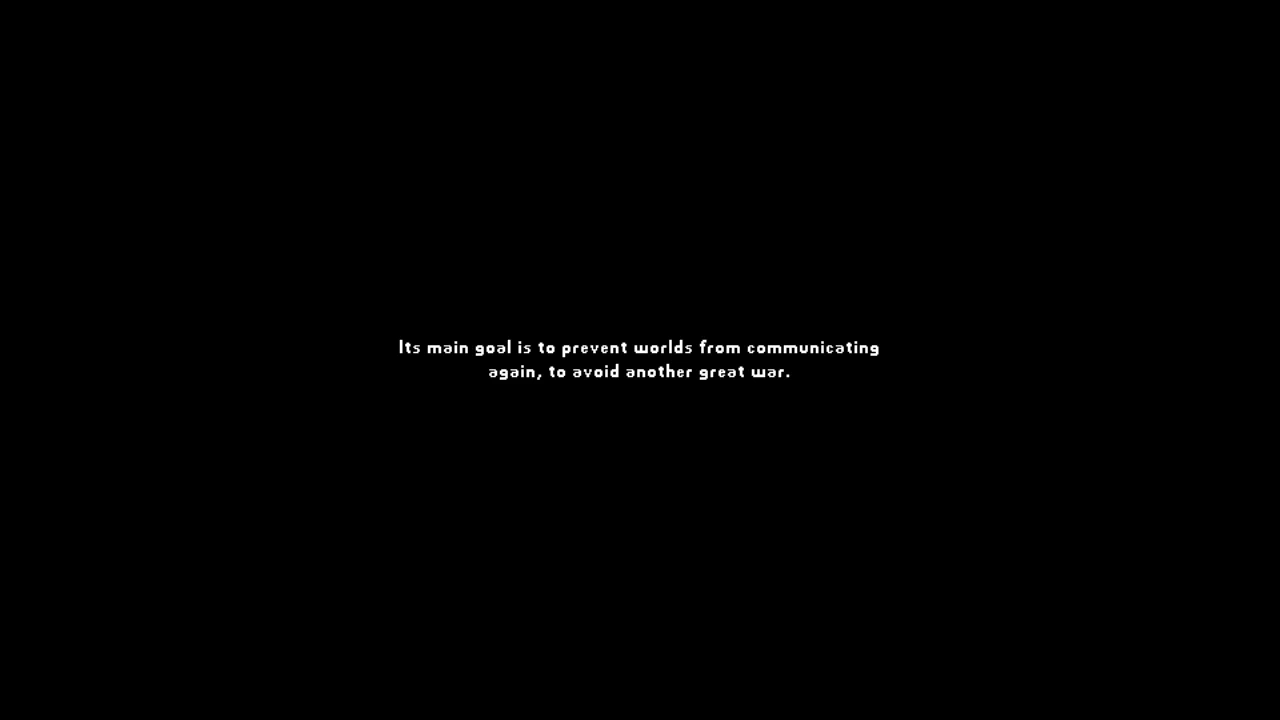 Its main goal is to prevent worlds from communicating
again, to avoid another great war.